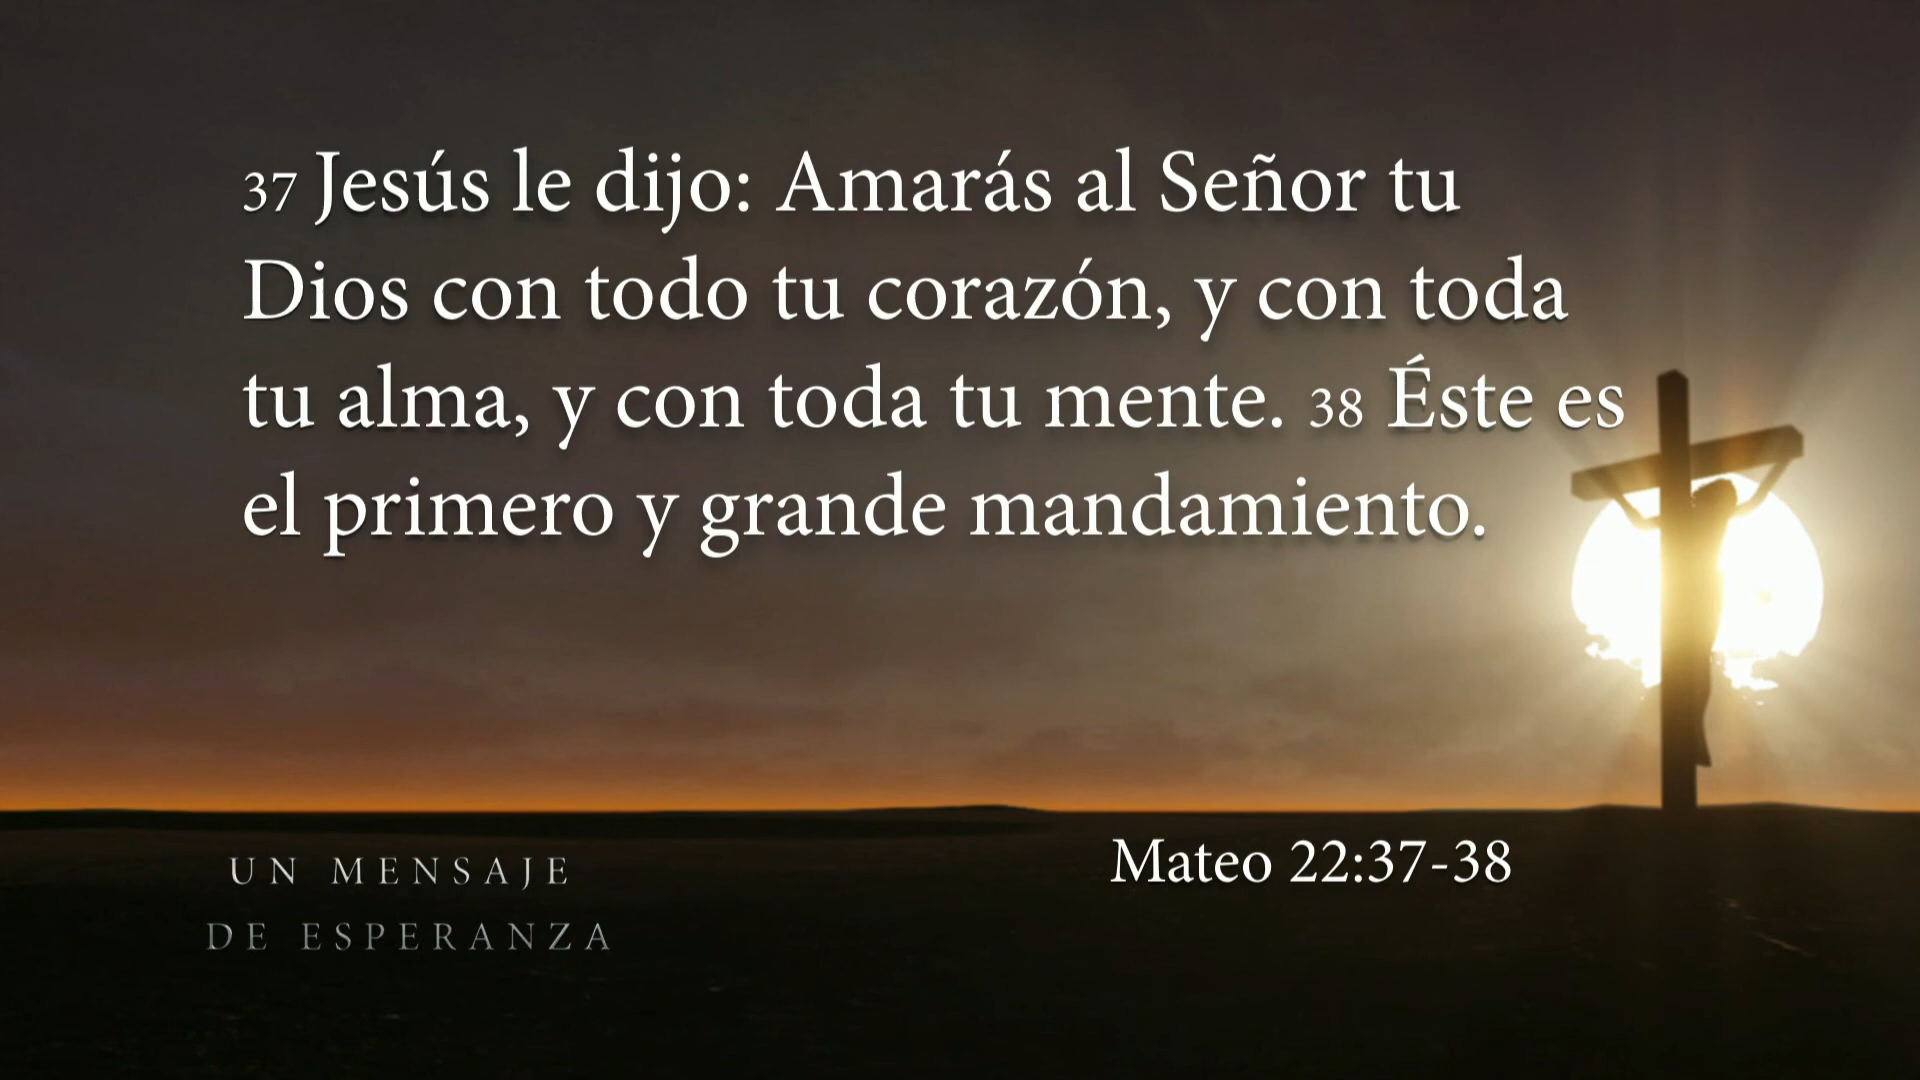 37 Jesús le dijo: Amarás al Señor tu
Dios con todo tu corazón, y con toda
tu alma, y con toda tu mente. 38 Éste es
el primero y grande mandamiento.
Mateo 22:37-38
UN MENSAJE
DE ESPERANZA